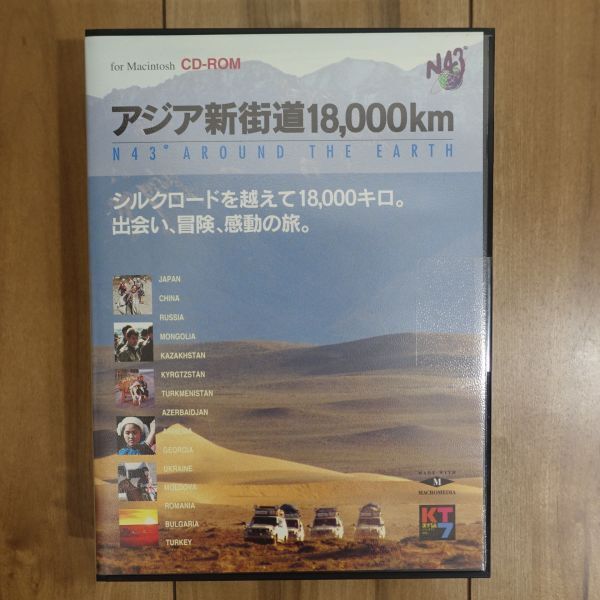 for Macintosh CD-ROM
N43°
アジア新街道18,000km
N43° AROUND THE EARTH
シルクロードを越えて18,000キロ。
出会い、冒険、感動の旅。
JAPAN
CHINA
RUSSIA
MONGOLIA
KAZAKHSTAN
KYRGTZSTAN
TURKMENISTAN
AZERBAIDJAN
GEORGIA
UKRAINE
MOLDOVA
ROMANIA
BULGARIA
TURKEY
MADE WITH
M
MACROMEDIA
KT
7